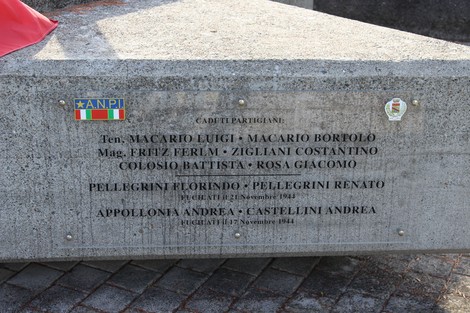 A.N.P.I
CADUTI PARTIGIANI:
Ten. MACARIO LUIGI • MACARIO BORTOLO
Mag. FRITZ FERLM • ZIGLIANI COSTANTINO
COLOSIO BATTISTA • ROSA GIACOMO
PELLEGRINI FLORINDO • PELLEGRINI RENATO
FUCILATI il 21 Novembre 1944
APPOLLONIA ANDREA • CASTELLINI ANDREA
FUCILATI il 17 Novembre 1944